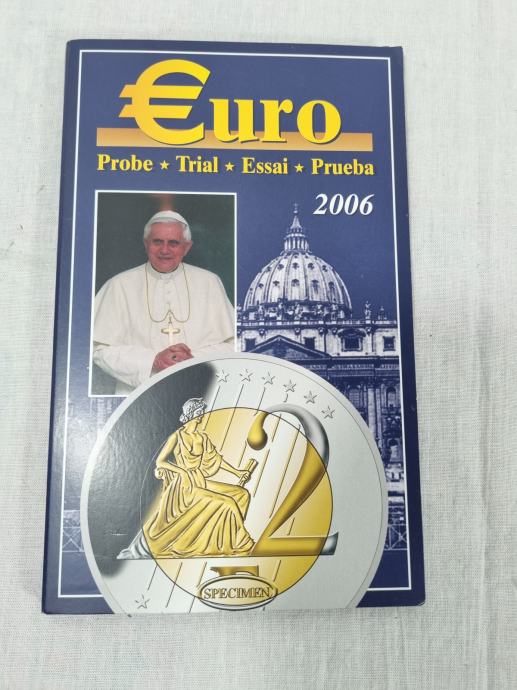 €uro
Probe ★ Trial ★ Essai ★ Prueba
2006
2
SPECIMEN